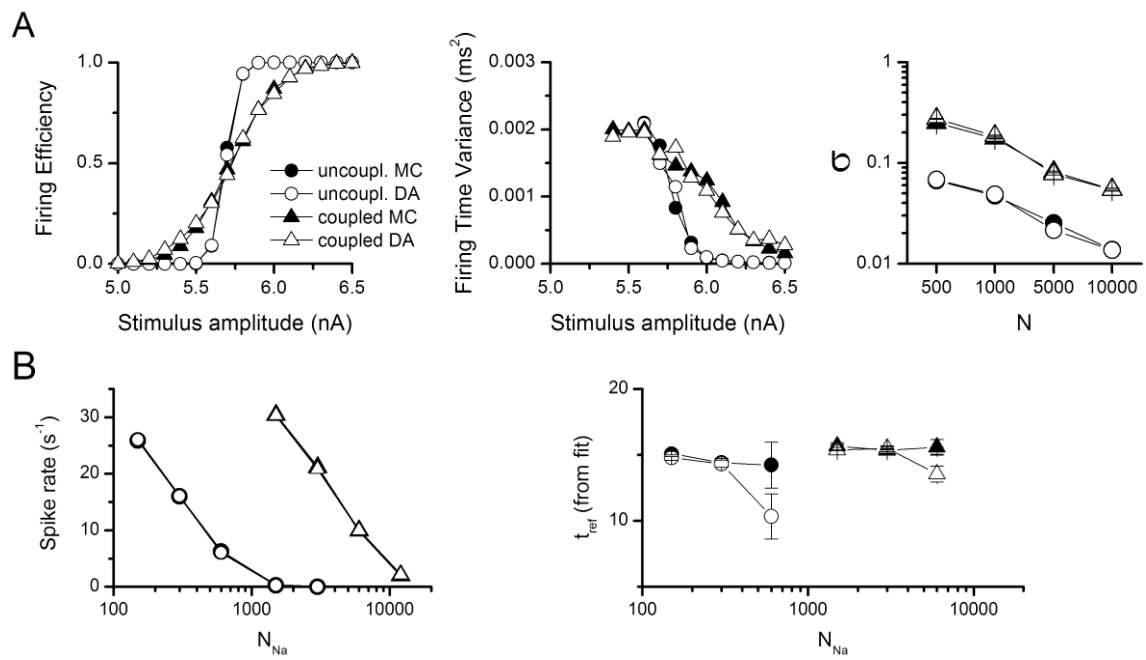 A
Firing Efficiency
1.0
0.5
0.0
5.0 5.5 6.0 6.5
Stimulus amplitude (nA)
uncoupl. MC
uncoupl. DA
coupled MC
coupled DA
Firing Time Variance (ms²)
0.003
0.002
0.001
0.000
5.0 5.5 6.0 6.5
Stimulus amplitude (nA)
σ
1
0.1
0.01
500 1000 5000 10000
N
B
Spike rate (s⁻¹)
30
20
10
0
100 1000 10000
N_Na
t_ref (from fit)
20
10
100 1000 10000
N_Na